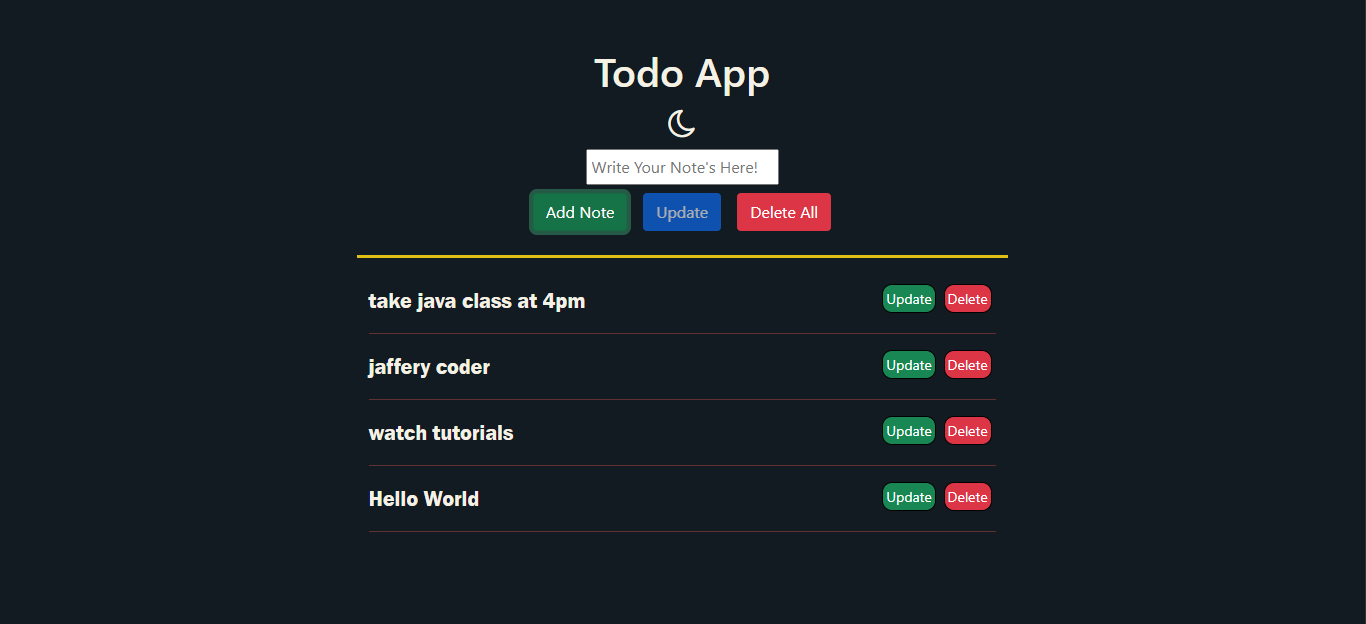 Todo App
Write Your Note's Here!
Add Note Update Delete All
take java class at 4pm Update Delete
jaffery coder Update Delete
watch tutorials Update Delete
Hello World Update Delete